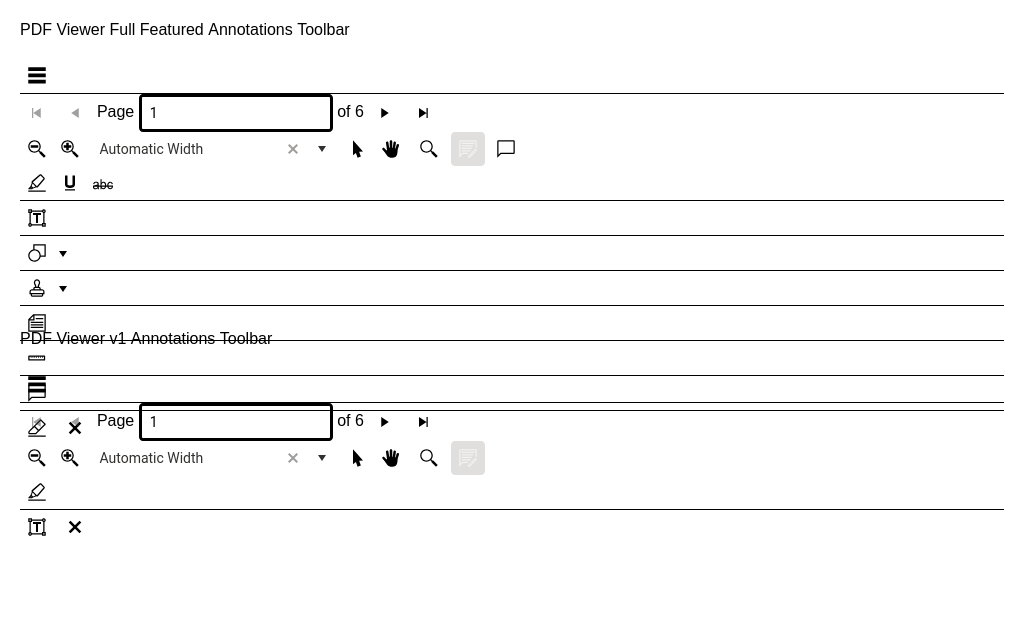 PDF Viewer Full Featured Annotations Toolbar
Page 1 of 6
Automatic Width
U abc
T
PDF Viewer v1 Annotations Toolbar
Page 1 of 6
Automatic Width
T